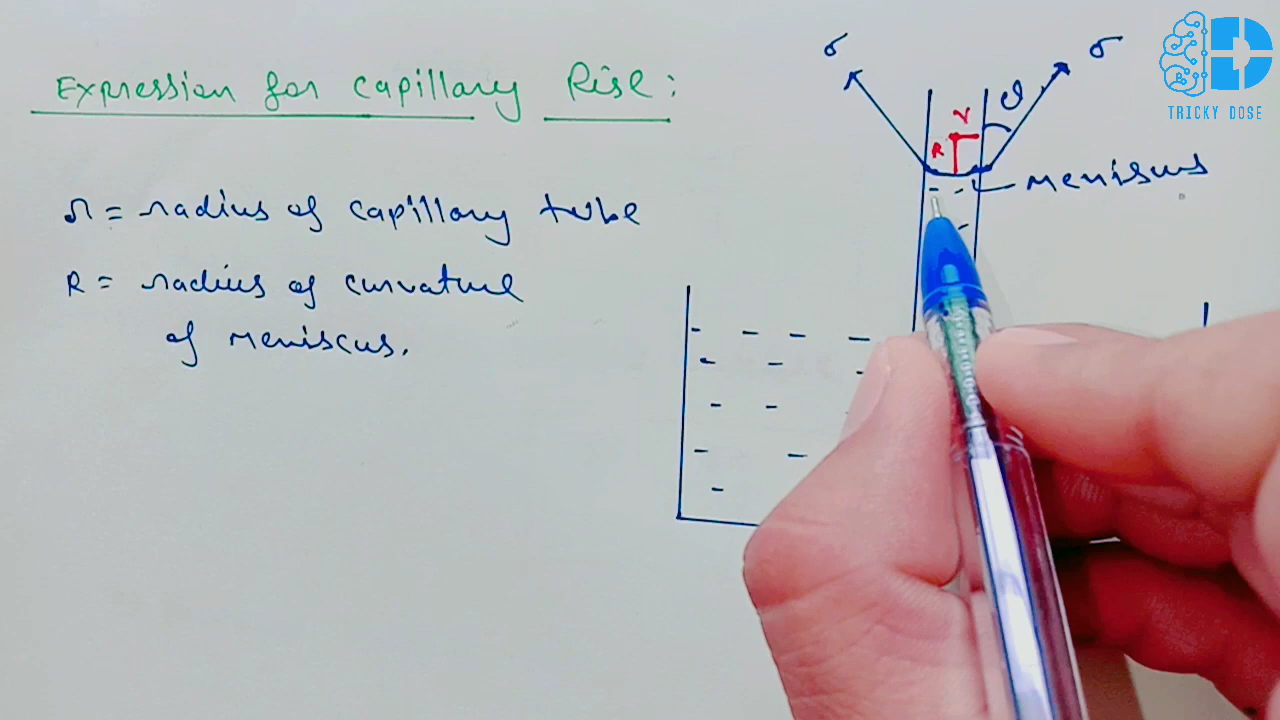 Expression for Capillary Rise:
r = radius of capillary tube
R = radius of curvature
of meniscus.
σ
σ
θ
r
R
meniscus
TRICKY DOSE